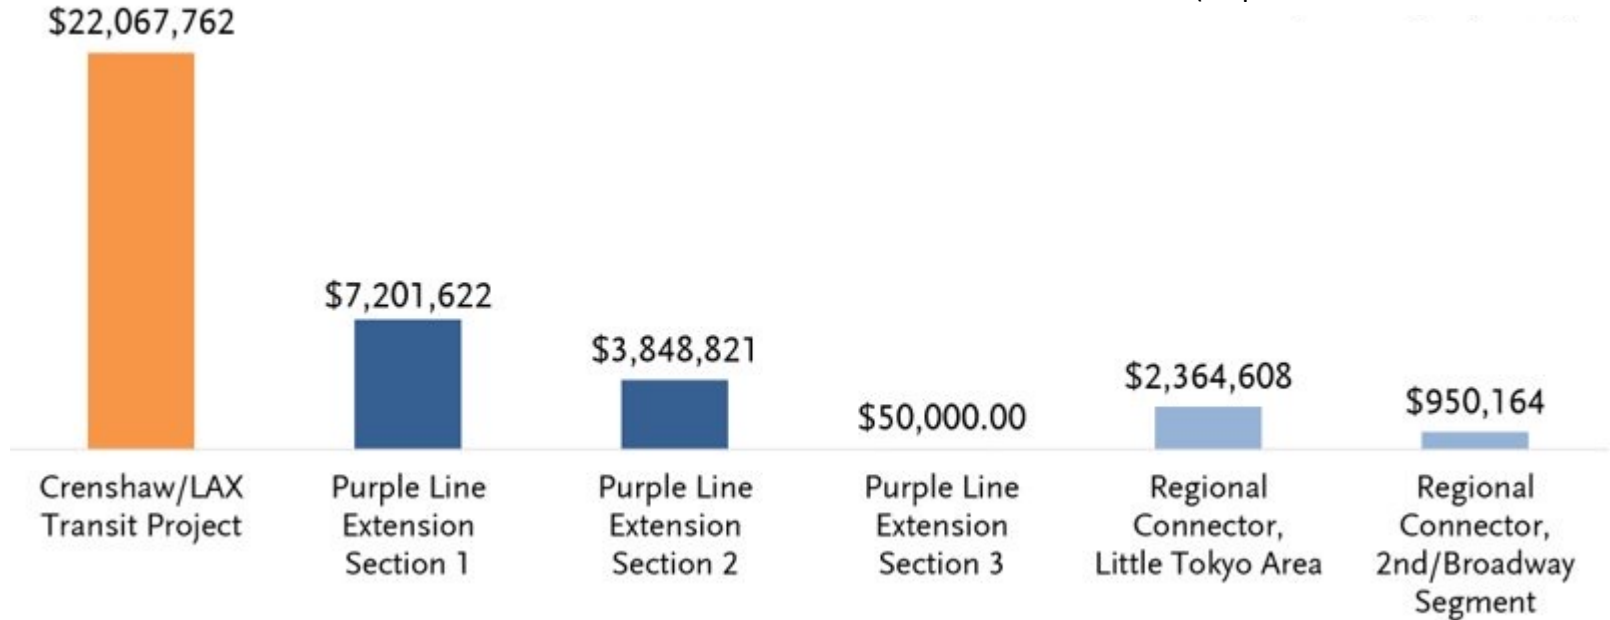 $22,067,762
$7,201,622
$3,848,821
$50,000.00
$2,364,608
$950,164
Crenshaw/LAX
Transit Project
Purple Line
Extension
Section 1
Purple Line
Extension
Section 2
Purple Line
Extension
Section 3
Regional
Connector,
Little Tokyo Area
Regional
Connector,
2nd/Broadway
Segment